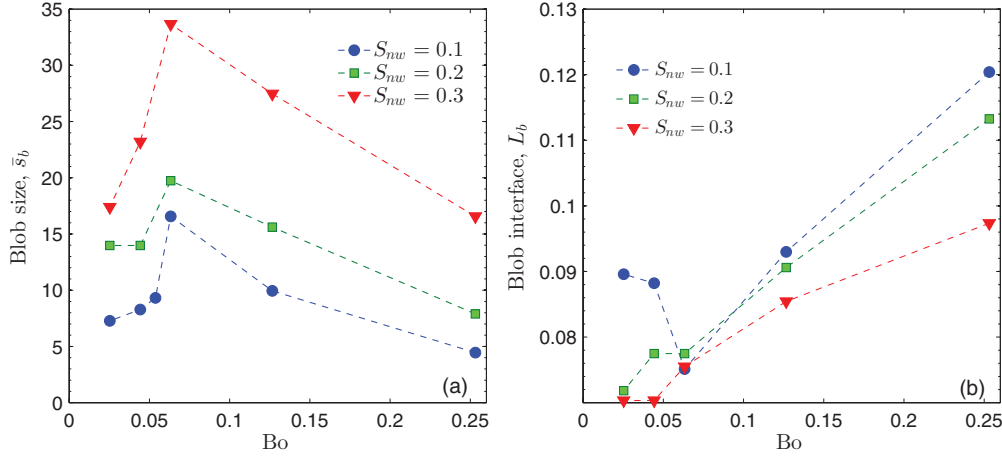 35
30
25
20
15
10
5
0
Blob size, s̄_b
S_nw = 0.1
S_nw = 0.2
S_nw = 0.3
(a)
0 0.05 0.1 0.15 0.2 0.25
Bo
0.13
0.12
0.11
0.1
0.09
0.08
Blob interface, L_b
S_nw = 0.1
S_nw = 0.2
S_nw = 0.3
(b)
0 0.05 0.1 0.15 0.2 0.25
Bo